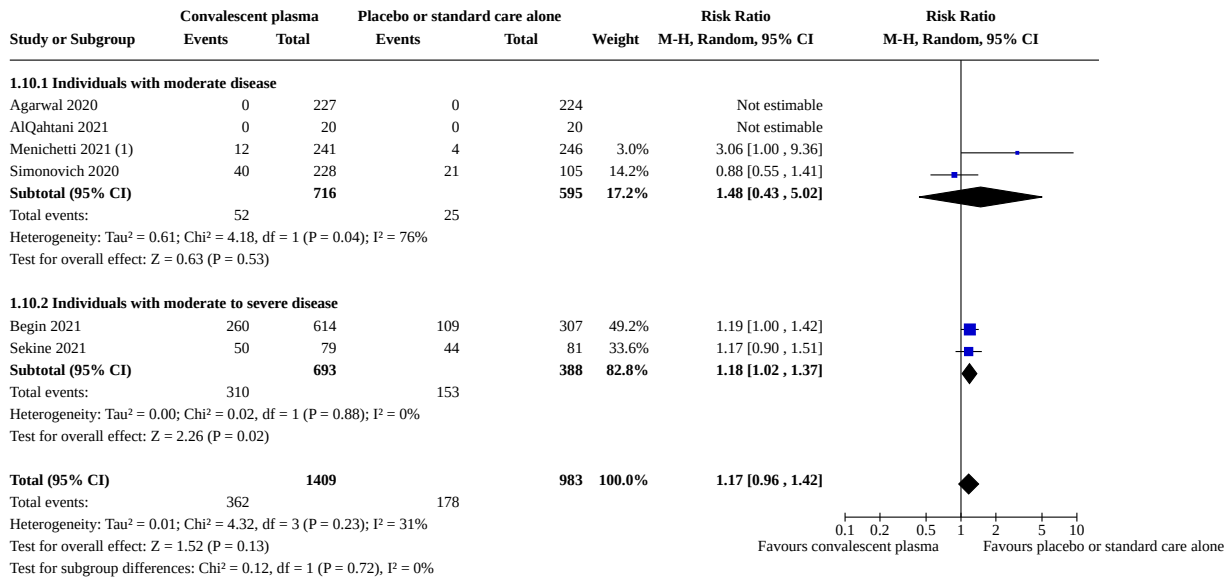 Convalescent plasma Placebo or standard care alone Risk Ratio Risk Ratio
Study or Subgroup Events Total Events Total Weight M-H, Random, 95% CI M-H, Random, 95% CI
1.10.1 Individuals with moderate disease
Agarwal 2020 0 227 0 224 Not estimable
AlQahtani 2021 0 20 0 20 Not estimable
Menichetti 2021 (1) 12 241 4 246 3.0% 3.06 [1.00 , 9.36]
Simonovich 2020 40 228 21 105 14.2% 0.88 [0.55 , 1.41]
Subtotal (95% CI) 716 595 17.2% 1.48 [0.43 , 5.02]
Total events: 52 25
Heterogeneity: Tau² = 0.61; Chi² = 4.18, df = 1 (P = 0.04); I² = 76%
Test for overall effect: Z = 0.63 (P = 0.53)
1.10.2 Individuals with moderate to severe disease
Begin 2021 260 614 109 307 49.2% 1.19 [1.00 , 1.42]
Sekine 2021 50 79 44 81 33.6% 1.17 [0.90 , 1.51]
Subtotal (95% CI) 693 388 82.8% 1.18 [1.02 , 1.37]
Total events: 310 153
Heterogeneity: Tau² = 0.00; Chi² = 0.02, df = 1 (P = 0.88); I² = 0%
Test for overall effect: Z = 2.26 (P = 0.02)
Total (95% CI) 1409 983 100.0% 1.17 [0.96 , 1.42]
Total events: 362 178
Heterogeneity: Tau² = 0.01; Chi² = 4.32, df = 3 (P = 0.23); I² = 31%
0.1 0.2 0.5 1 2 5 10
Test for overall effect: Z = 1.52 (P = 0.13) Favours convalescent plasma Favours placebo or standard care alone
Test for subgroup differences: Chi² = 0.12, df = 1 (P = 0.72), I² = 0%